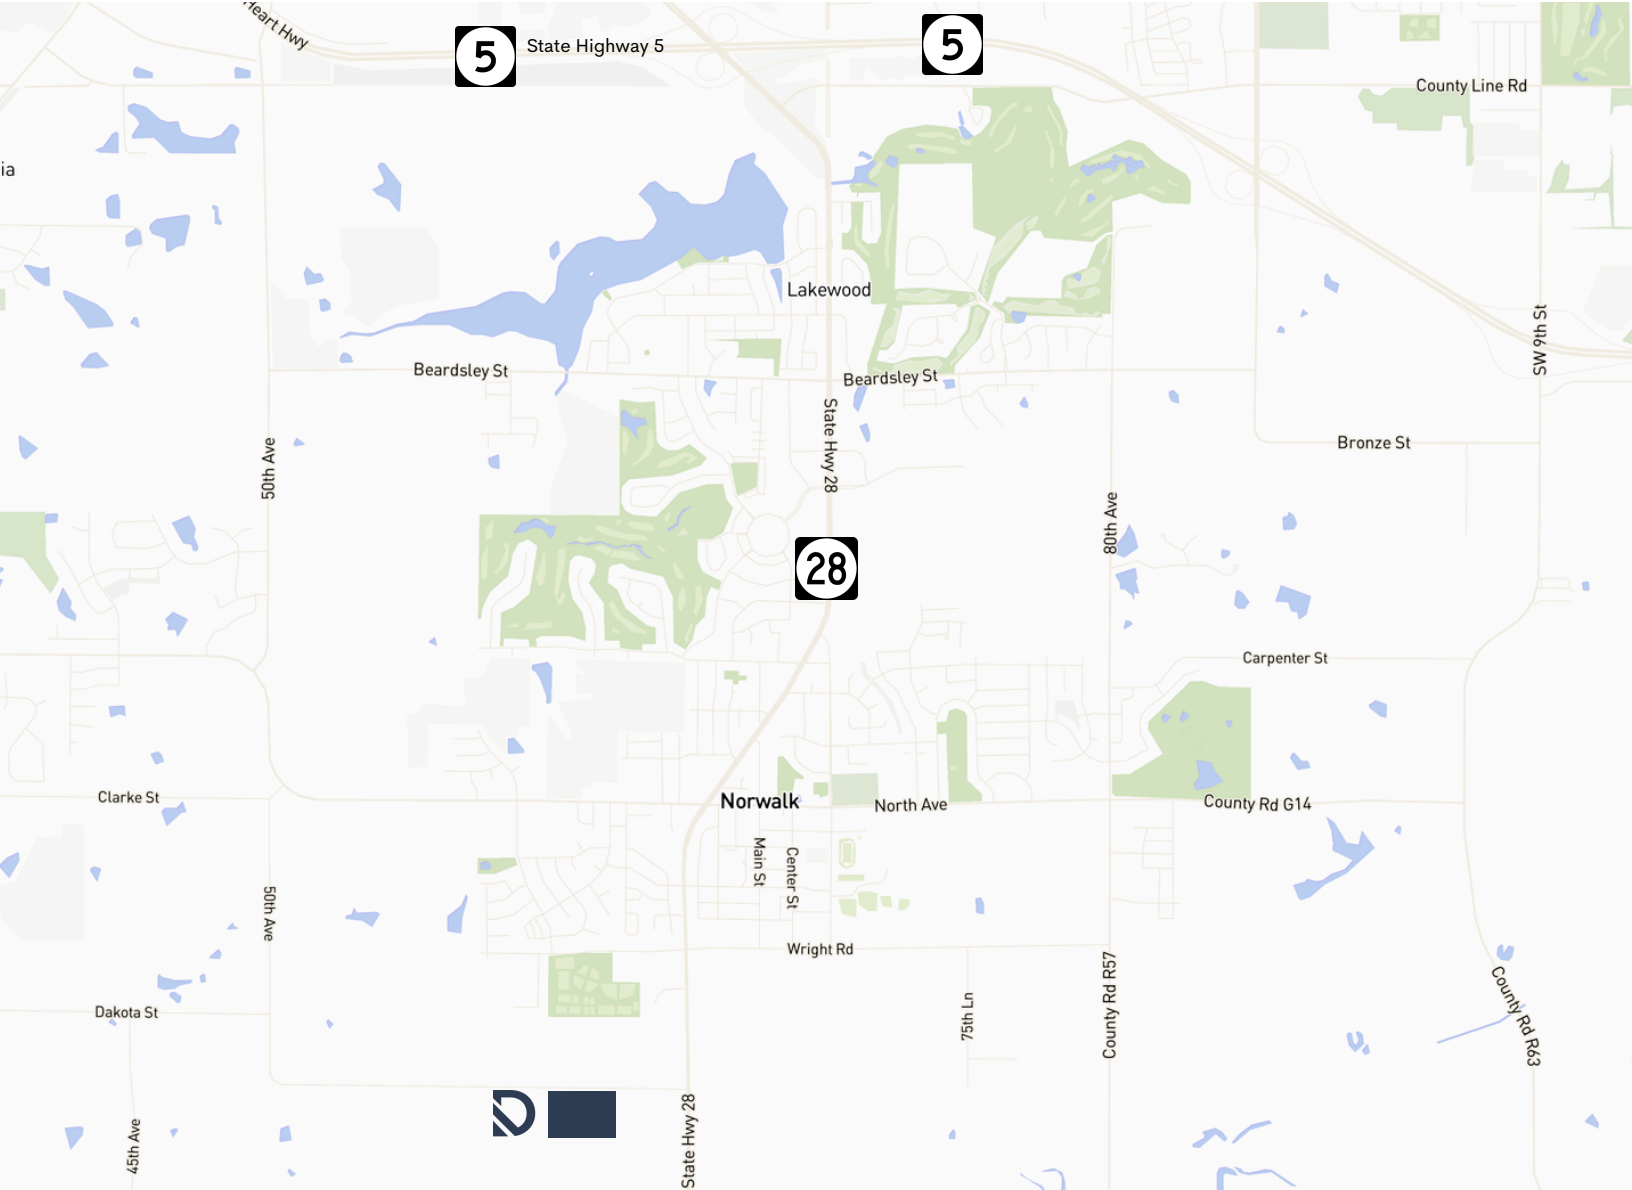 Heart Hwy
5
State Highway 5
5
County Line Rd
ia
Lakewood
SW 9th St
Beardsley St
Beardsley St
State Hwy 28
50th Ave
Bronze St
80th Ave
28
Carpenter St
Clarke St
Norwalk
North Ave
County Rd G14
Main St
Center St
50th Ave
Wright Rd
County Rd R57
75th Ln
County Rd R63
Dakota St
45th Ave
State Hwy 28